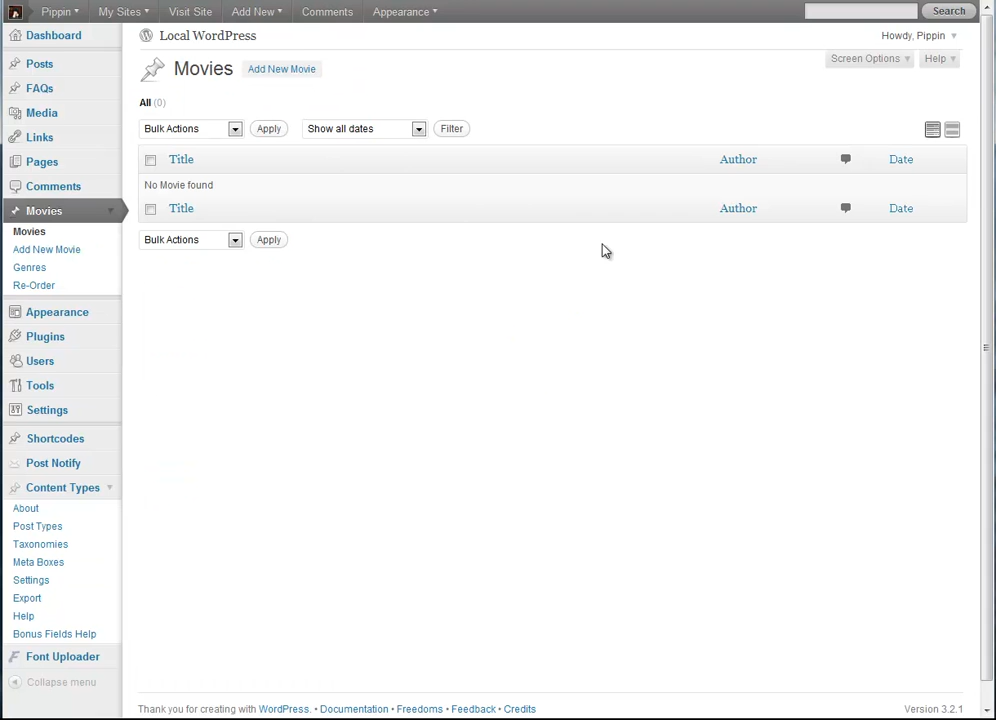 Pippin My Sites Visit Site Add New Comments Appearance Search
Local WordPress Howdy, Pippin
Movies Add New Movie Screen Options Help
All (0)
Bulk Actions Apply Show all dates Filter
Title Author Date
No Movie found
Title Author Date
Bulk Actions Apply
Dashboard
Posts
FAQs
Media
Links
Pages
Comments
Movies
Movies
Add New Movie
Genres
Re-Order
Appearance
Plugins
Users
Tools
Settings
Shortcodes
Post Notify
Content Types
About
Post Types
Taxonomies
Meta Boxes
Settings
Export
Help
Bonus Fields Help
Font Uploader
Collapse menu
Thank you for creating with WordPress. • Documentation • Freedoms • Feedback • Credits Version 3.2.1